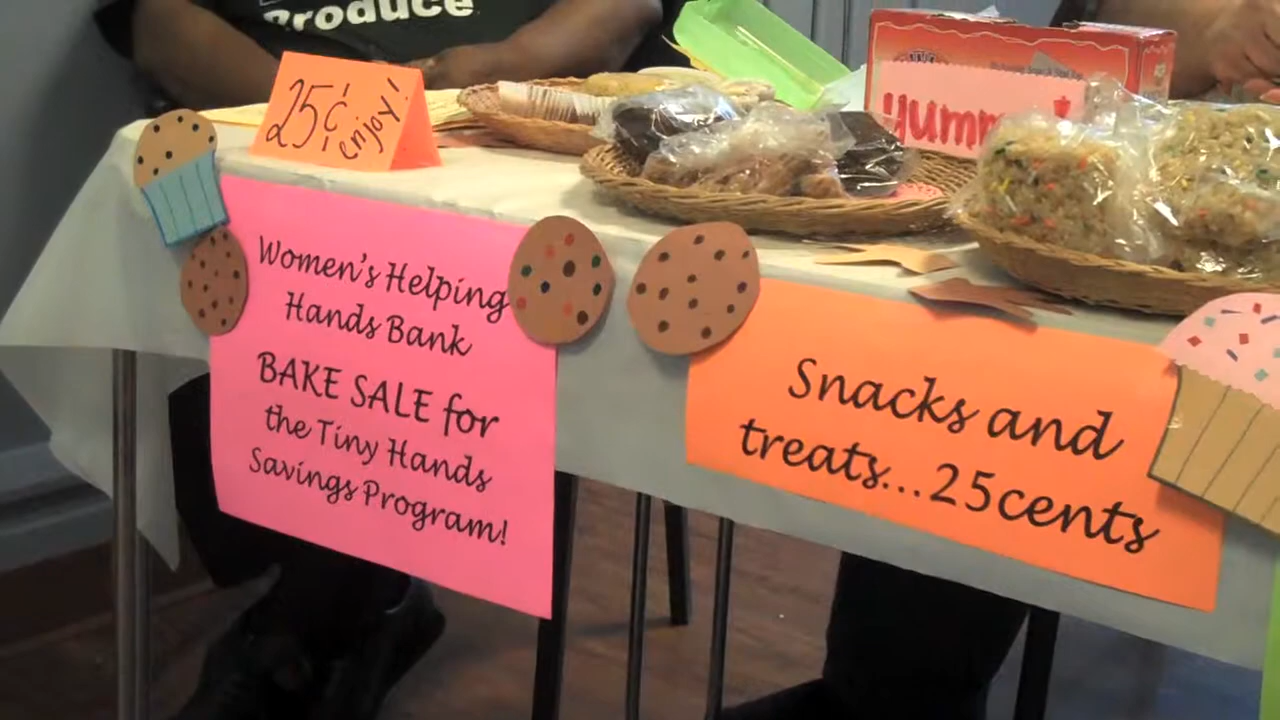 Produce
25¢
enjoy!
yumm
Women's Helping
Hands Bank
BAKE SALE for
the Tiny Hands
Savings Program!
Snacks and
treats...25cents